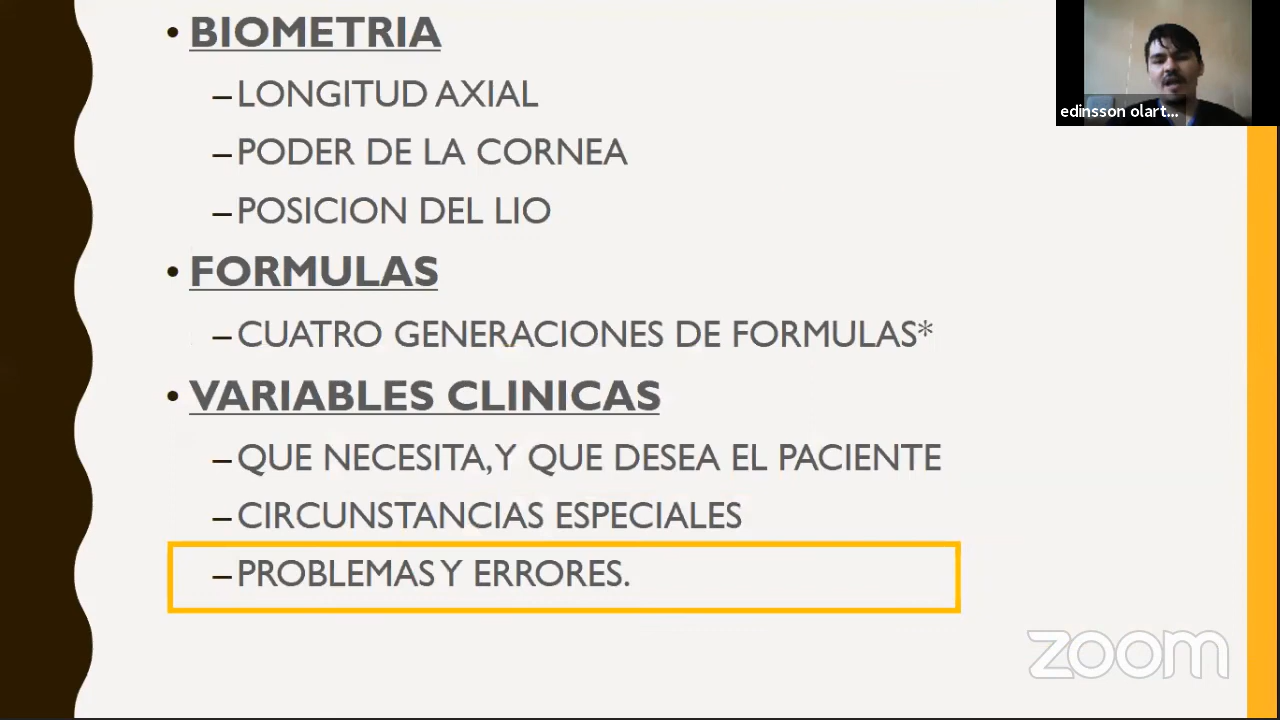 • BIOMETRIA
–LONGITUD AXIAL
–PODER DE LA CORNEA
–POSICION DEL LIO
• FORMULAS
–CUATRO GENERACIONES DE FORMULAS*
• VARIABLES CLINICAS
–QUE NECESITA, Y QUE DESEA EL PACIENTE
–CIRCUNSTANCIAS ESPECIALES
–PROBLEMAS Y ERRORES.
edinsson olart...
zoom